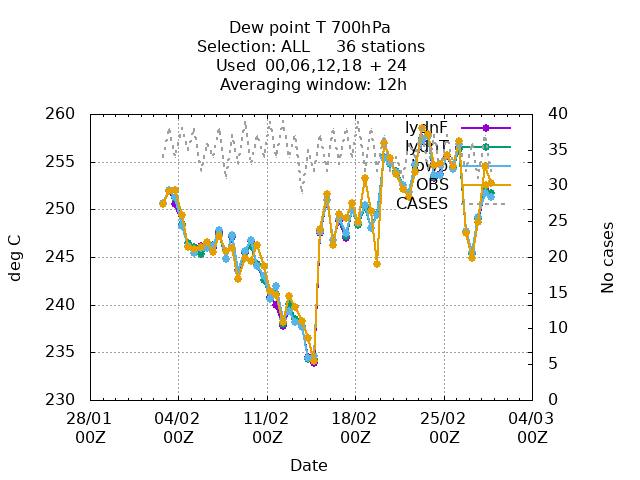 Dew point T 700hPa
Selection: ALL 36 stations
Used 00,06,12,18 + 24
Averaging window: 12h
260
255
250
245
240
235
230
deg C
40
35
30
25
20
15
10
5
0
No cases
OBS
CASES
28/01 04/02 11/02 18/02 25/02 04/03
00Z 00Z 00Z 00Z 00Z 00Z
Date